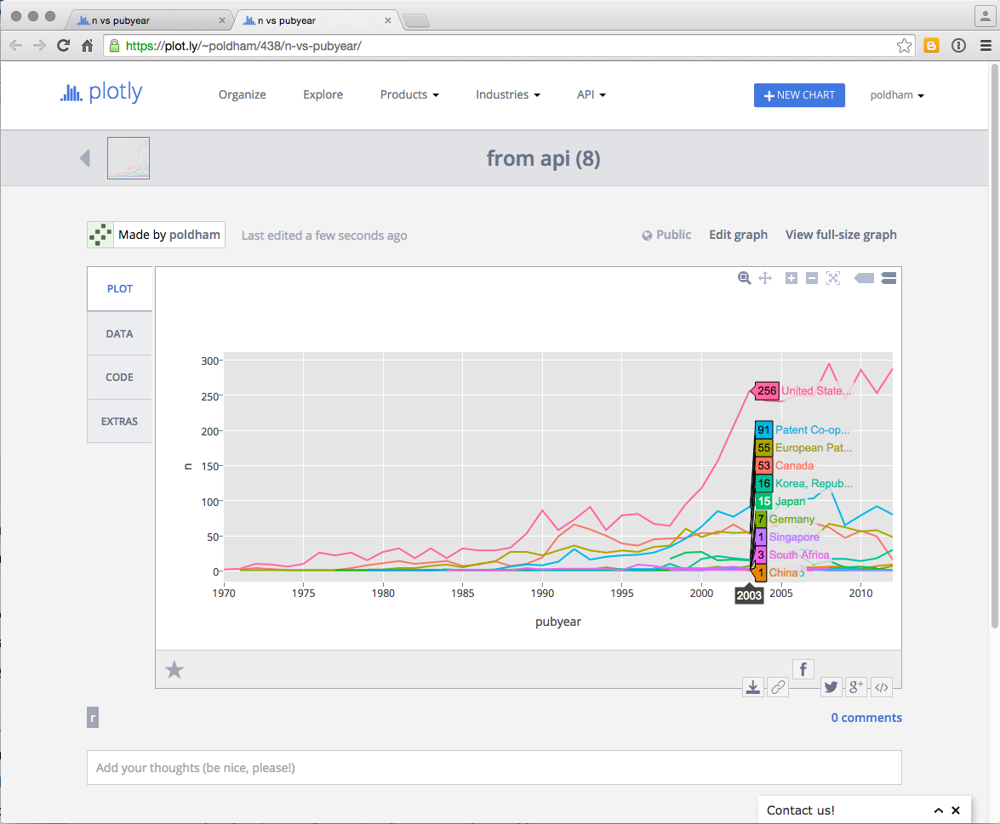 n vs pubyear
n vs pubyear
https://plot.ly/~poldham/438/n-vs-pubyear/
plotly
Organize Explore Products Industries API NEW CHART poldham
from api (8)
Made by poldham Last edited a few seconds ago Public Edit graph View full-size graph
PLOT
DATA
CODE
EXTRAS
300
250
200
150
100
50
0
n
256 United State...
91 Patent Co-op...
55 European Pat...
53 Canada
16 Korea, Repub...
15 Japan
7 Germany
1 Singapore
3 South Africa
1 China
1970 1975 1980 1985 1990 1995 2000 2003 2005 2010
pubyear
f
g+
</>
r
0 comments
Add your thoughts (be nice, please!)
Contact us!